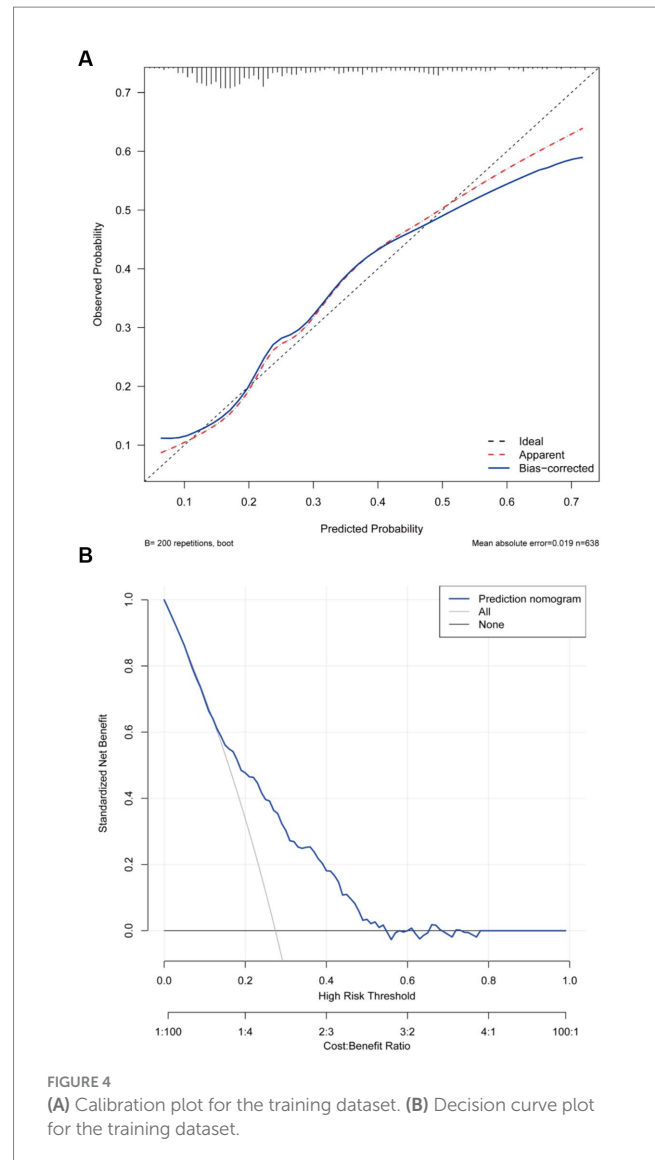 A
0.7
0.6
0.5
0.4
0.3
0.2
0.1
Observed Probability
Ideal
Apparent
Bias−corrected
0.1 0.2 0.3 0.4 0.5 0.6 0.7
Predicted Probability
B= 200 repetitions, boot
Mean absolute error=0.019 n=638
B
Prediction nomogram
All
None
1.0
0.8
0.6
0.4
0.2
0.0
Standardized Net Benefit
0.0 0.2 0.4 0.6 0.8 1.0
High Risk Threshold
1:100 1:4 2:3 3:2 4:1 100:1
Cost:Benefit Ratio
FIGURE 4
(A) Calibration plot for the training dataset. (B) Decision curve plot
for the training dataset.